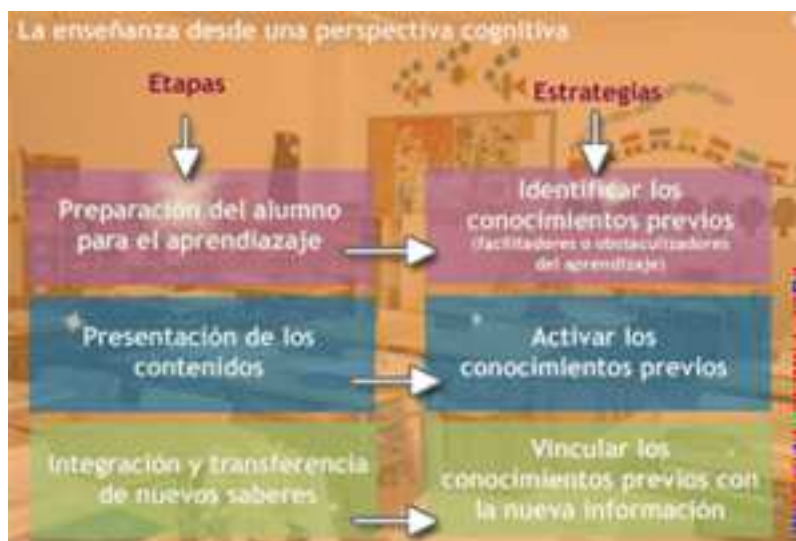 La enseñanza desde una perspectiva cognitiva
Etapas
Estrategias
Preparación del alumno
para el aprendiazaje
Identificar los
conocimientos previos
(facilitadores o obstaculizadores
del aprendizaje)
Presentación de los
contenidos
Activar los
conocimientos previos
Integración y transferencia
de nuevos saberes
Vincular los
conocimientos previos con
la nueva información